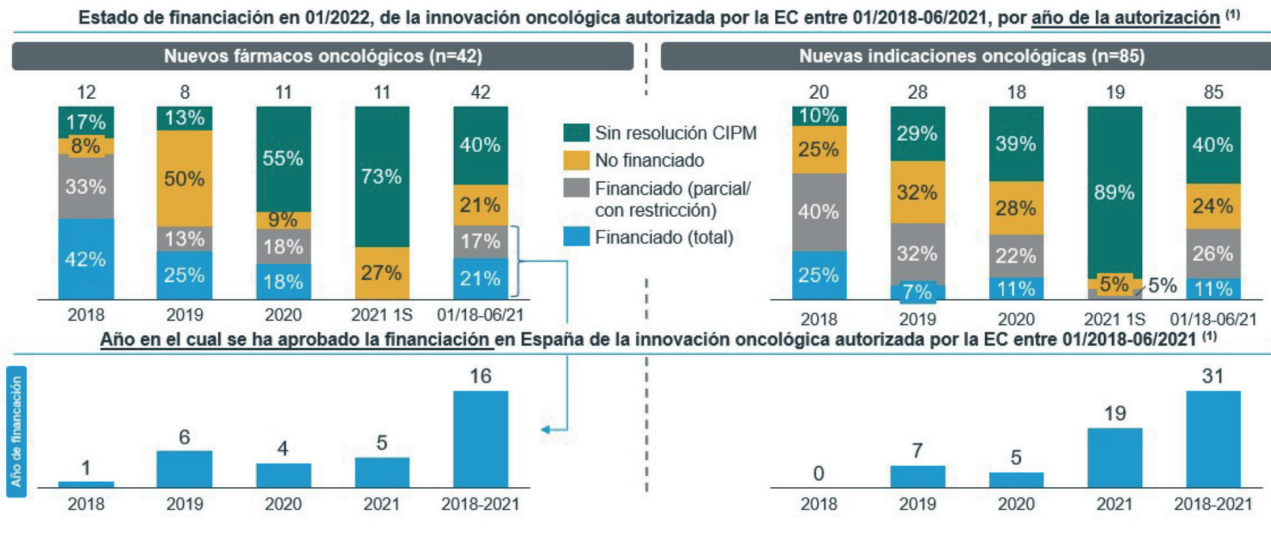 Estado de financiación en 01/2022, de la innovación oncológica autorizada por la EC entre 01/2018-06/2021, por año de la autorización (1)
Nuevos fármacos oncológicos (n=42)
12 8 11 11 42
17% 13% 55% 73% 40%
8% 50% 9% 27% 21%
33% 13% 18% 17%
42% 25% 18% 21%
2018 2019 2020 2021 1S 01/18-06/21
Sin resolución CIPM
No financiado
Financiado (parcial/
con restricción)
Financiado (total)
Nuevas indicaciones oncológicas (n=85)
20 28 18 19 85
10% 29% 39% 89% 40%
25% 32% 28% 5% 24%
40% 32% 22% 5% 26%
25% 7% 11% 11%
2018 2019 2020 2021 1S 01/18-06/21
Año en el cual se ha aprobado la financiación en España de la innovación oncológica autorizada por la EC entre 01/2018-06/2021 (1)
Año de financación
1 6 4 5 16
2018 2019 2020 2021 2018-2021
0 7 5 19 31
2018 2019 2020 2021 2018-2021